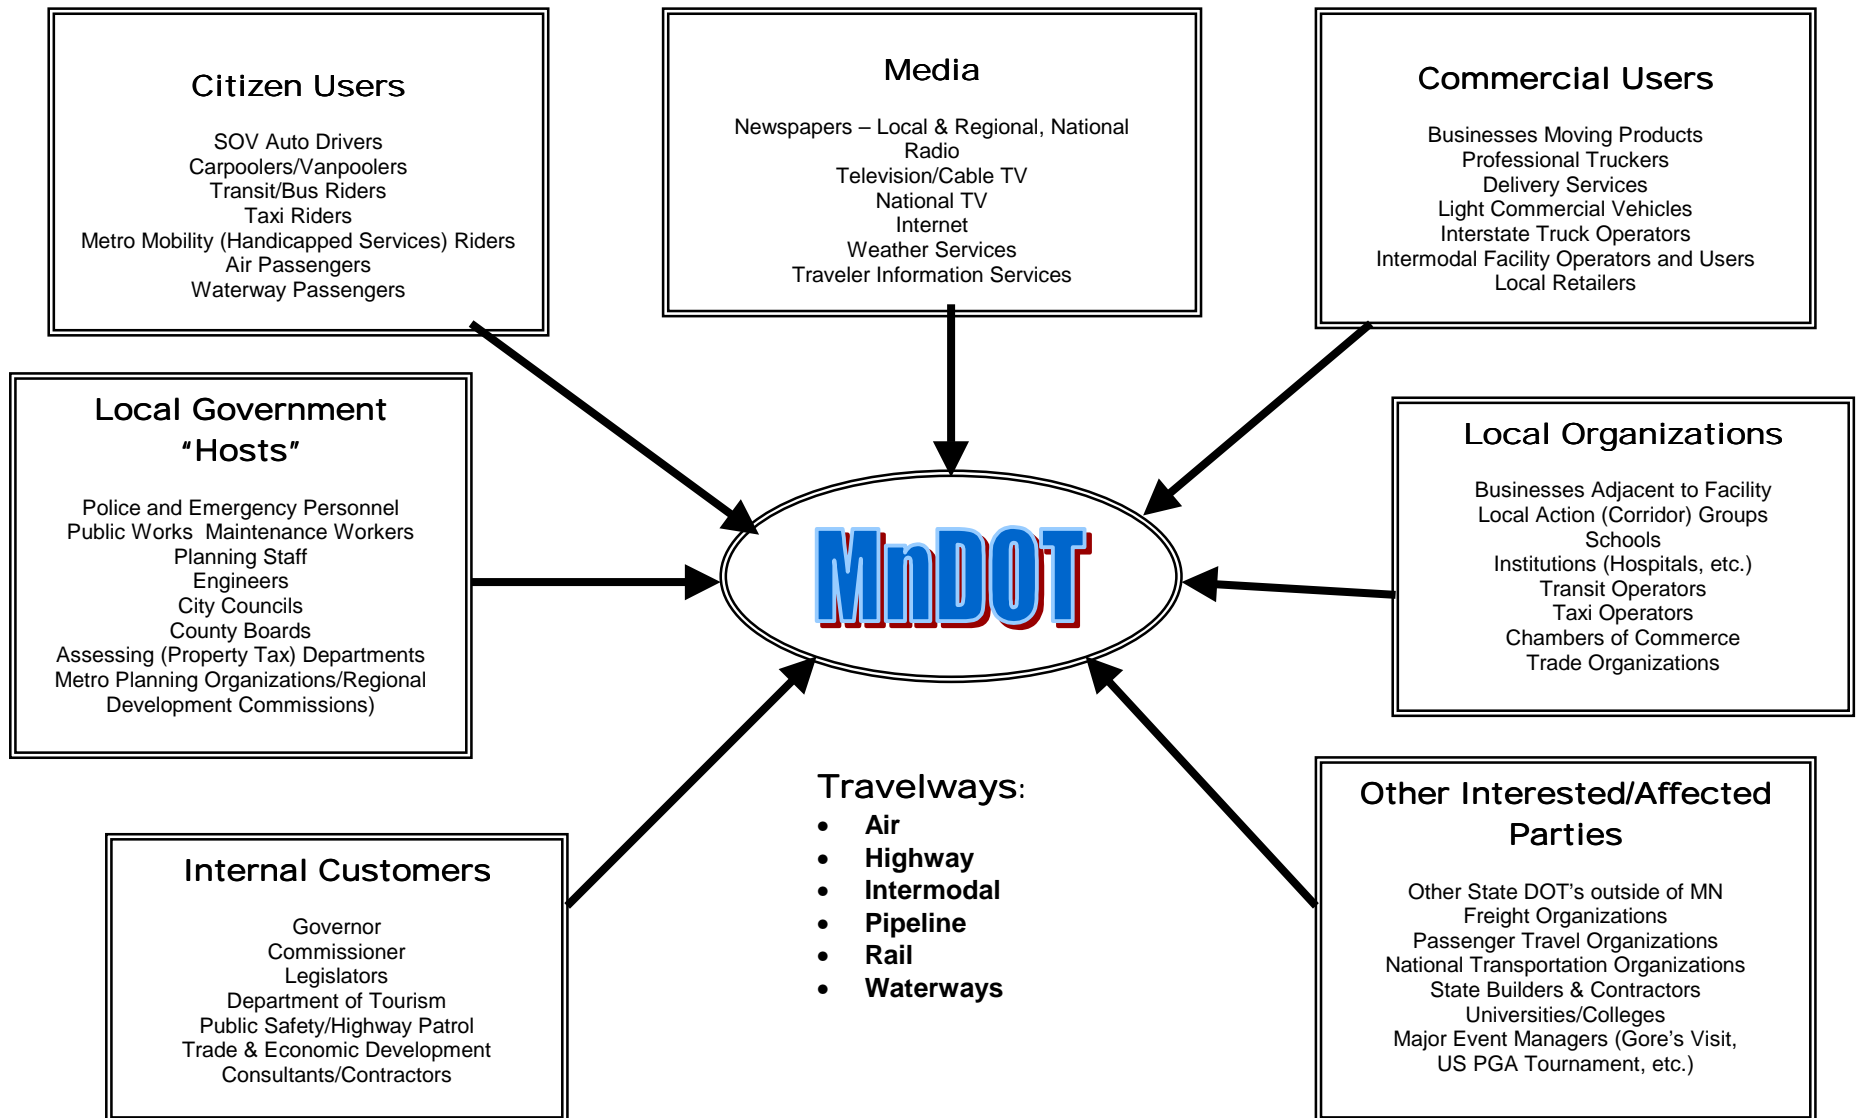 Citizen Users
SOV Auto Drivers
Carpoolers/Vanpoolers
Transit/Bus Riders
Taxi Riders
Metro Mobility (Handicapped Services) Riders
Air Passengers
Waterway Passengers
Media
Newspapers – Local & Regional, National
Radio
Television/Cable TV
National TV
Internet
Weather Services
Traveler Information Services
Commercial Users
Businesses Moving Products
Professional Truckers
Delivery Services
Light Commercial Vehicles
Interstate Truck Operators
Intermodal Facility Operators and Users
Local Retailers
Local Government
“Hosts”
Police and Emergency Personnel
Public Works  Maintenance Workers
Planning Staff
Engineers
City Councils
County Boards
Assessing (Property Tax) Departments
Metro Planning Organizations/Regional
Development Commissions)
MnDOT
Local Organizations
Businesses Adjacent to Facility
Local Action (Corridor) Groups
Schools
Institutions (Hospitals, etc.)
Transit Operators
Taxi Operators
Chambers of Commerce
Trade Organizations
Internal Customers
Governor
Commissioner
Legislators
Department of Tourism
Public Safety/Highway Patrol
Trade & Economic Development
Consultants/Contractors
Travelways:
• Air
• Highway
• Intermodal
• Pipeline
• Rail
• Waterways
Other Interested/Affected
Parties
Other State DOT’s outside of MN
Freight Organizations
Passenger Travel Organizations
National Transportation Organizations
State Builders & Contractors
Universities/Colleges
Major Event Managers (Gore’s Visit,
US PGA Tournament, etc.)